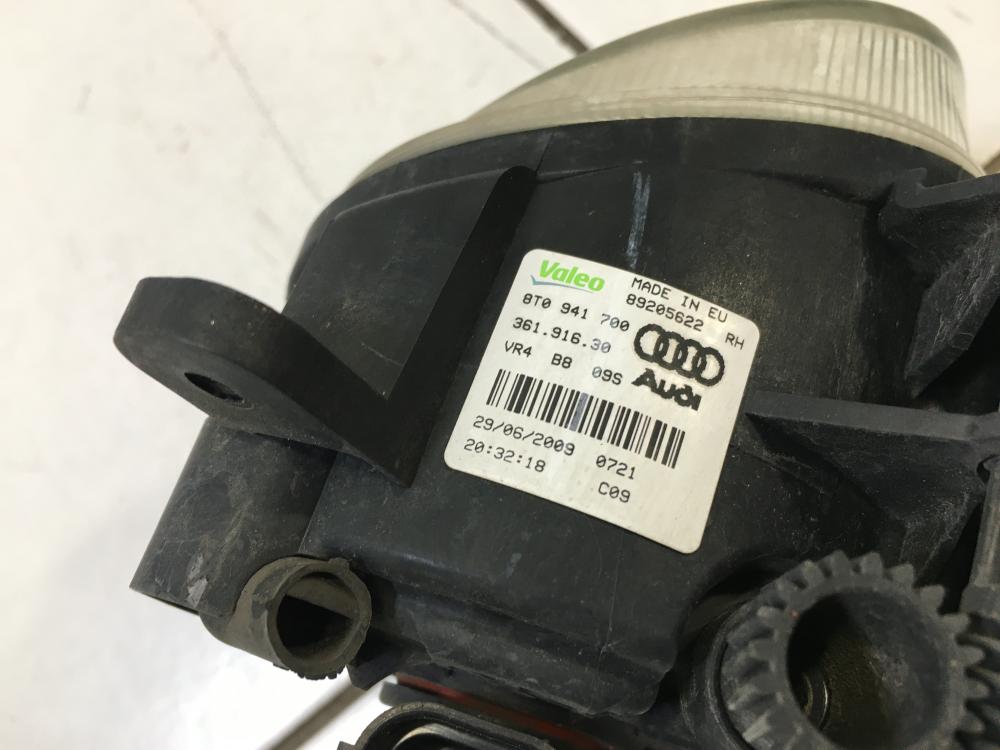 Valeo MADE IN EU
89205622 RH
8T0 941 700
361.916.30
VR4 B8 09S Audi
29/06/2009 0721
20:32:18 C09